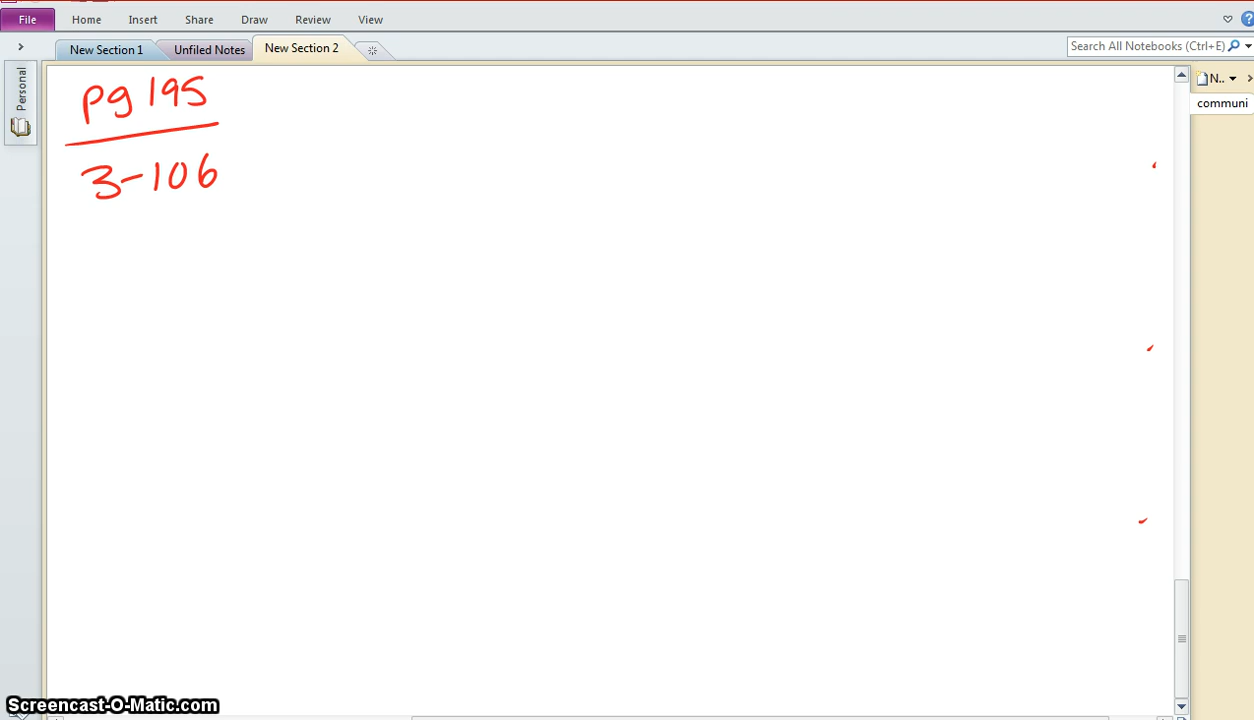 File Home Insert Share Draw Review View
New Section 1 Unfiled Notes New Section 2
Search All Notebooks (Ctrl+E)
Personal
N..
communi
pg 195
3-106
Screencast-O-Matic.com